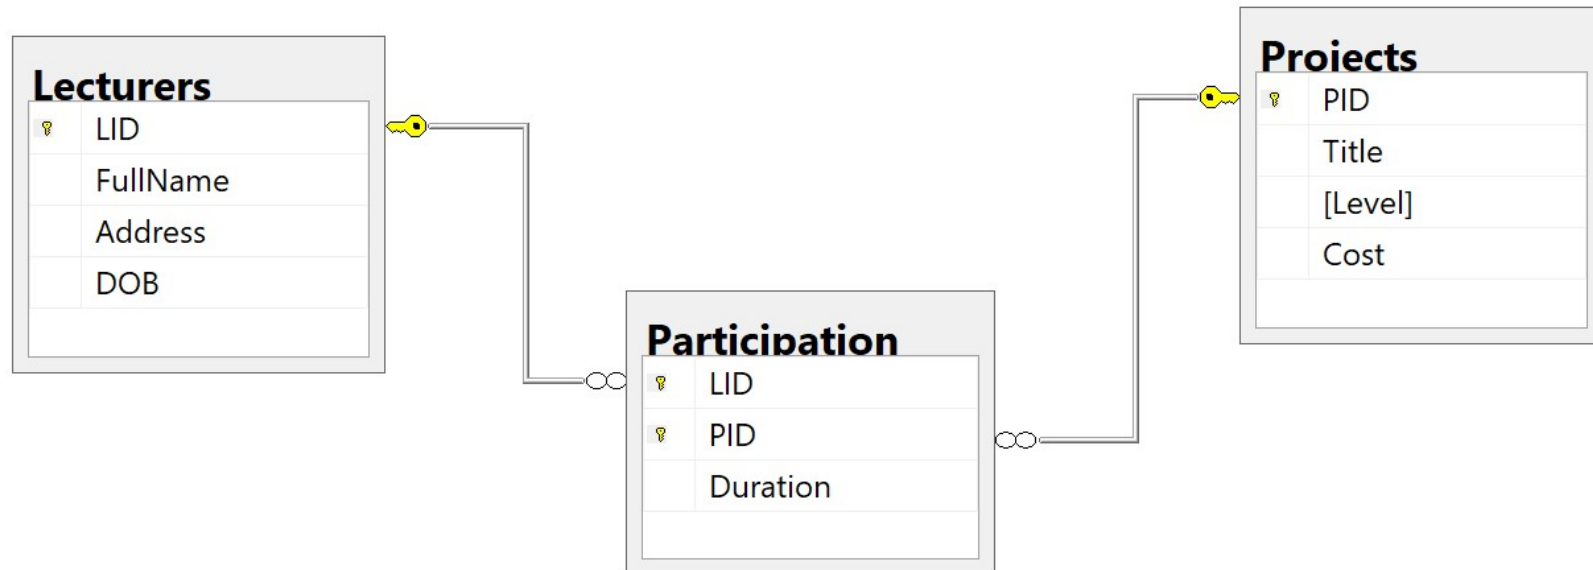 Lecturers
LID
FullName
Address
DOB
Participation
LID
PID
Duration
Projects
PID
Title
[Level]
Cost